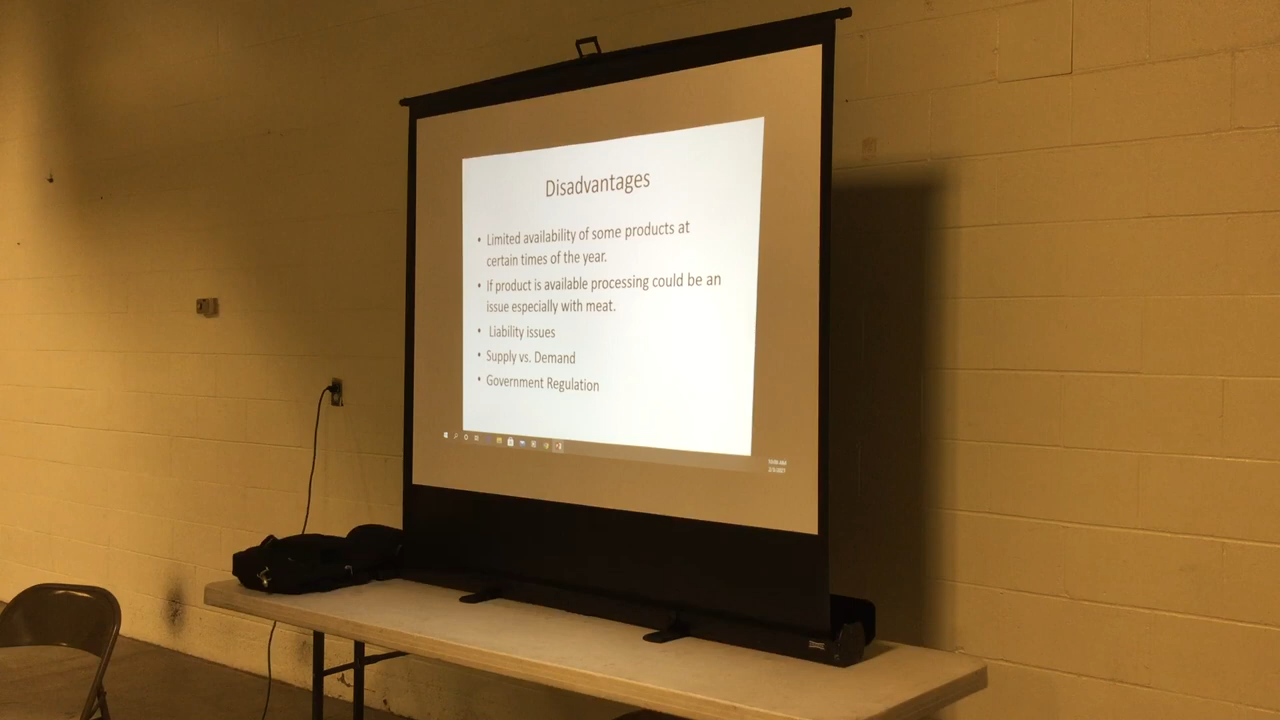 Disadvantages
• Limited availability of some products at
certain times of the year.
• If product is available processing could be an
issue especially with meat.
• Liability issues
• Supply vs. Demand
• Government Regulation